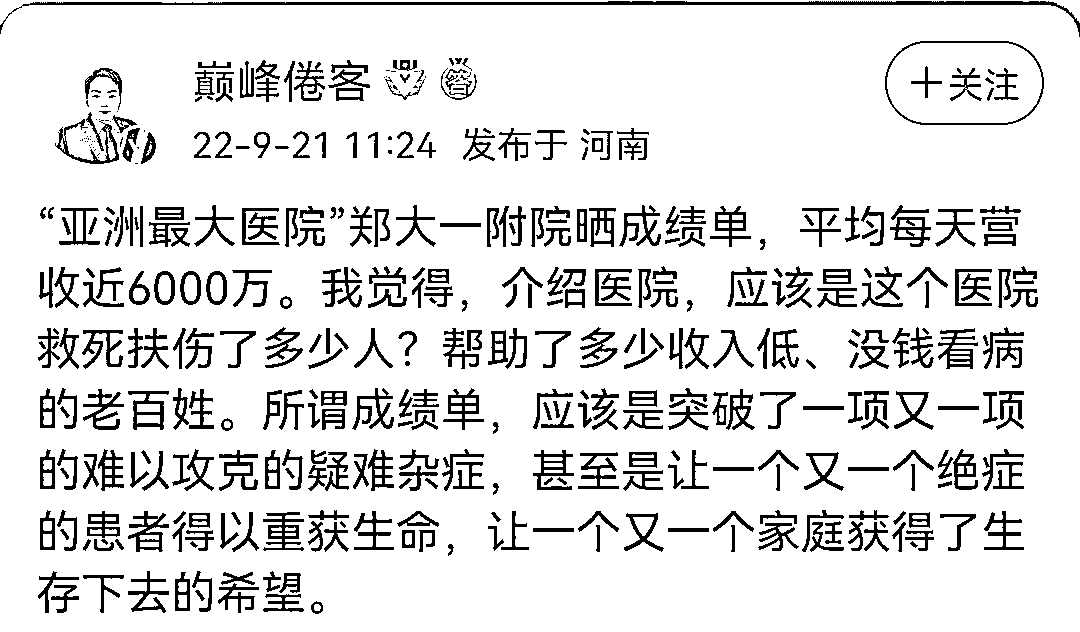 巅峰倦客
+关注
22-9-21 11:24 发布于 河南
“亚洲最大医院”郑大一附院晒成绩单，平均每天营
收近6000万。我觉得，介绍医院，应该是这个医院
救死扶伤了多少人？帮助了多少收入低、没钱看病
的老百姓。所谓成绩单，应该是突破了一项又一项
的难以攻克的疑难杂症，甚至是让一个又一个绝症
的患者得以重获生命，让一个又一个家庭获得了生
存下去的希望。